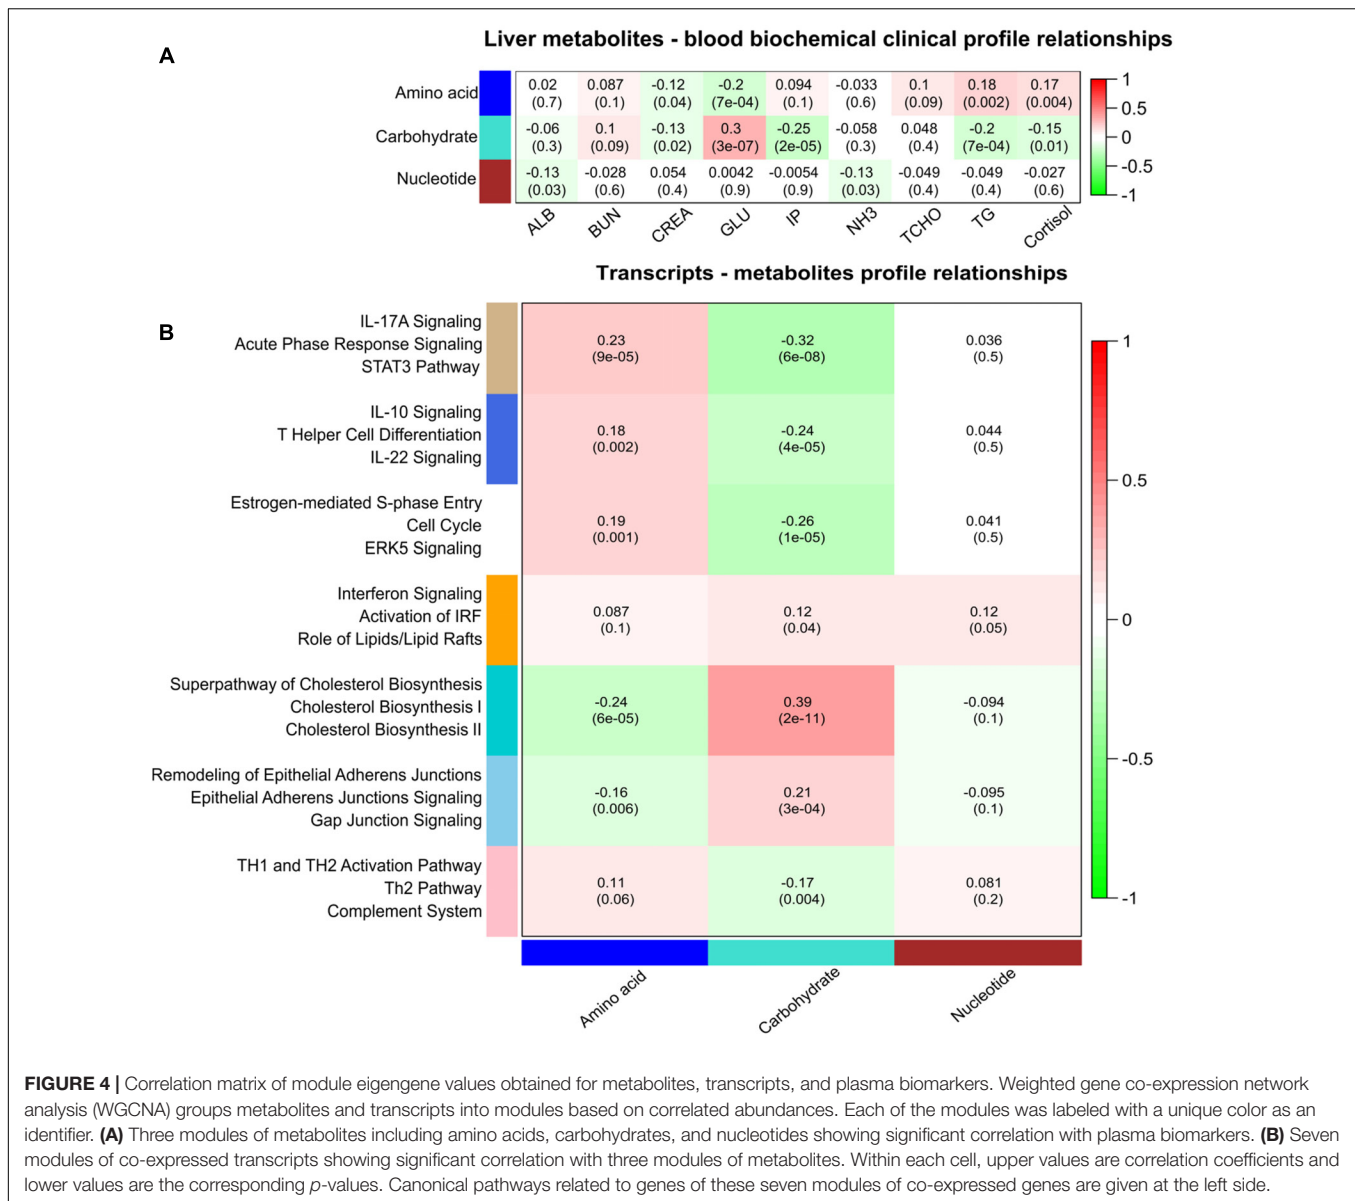 A
Liver metabolites - blood biochemical clinical profile relationships
Amino acid
0.02 0.087 -0.12 -0.2 0.094 -0.033 0.1 0.18 0.17
(0.7) (0.1) (0.04) (7e-04) (0.1) (0.6) (0.09) (0.002) (0.004)
Carbohydrate
-0.06 0.1 -0.13 0.3 -0.25 -0.058 0.048 -0.2 -0.15
(0.3) (0.09) (0.02) (3e-07) (2e-05) (0.3) (0.4) (7e-04) (0.01)
Nucleotide
-0.13 -0.028 0.054 0.0042 -0.0054 -0.13 -0.049 -0.049 -0.027
(0.03) (0.6) (0.4) (0.9) (0.9) (0.03) (0.4) (0.4) (0.6)
ALB BUN CREA GLU IP NH3 TCHO TG Cortisol
1
0.5
0
-0.5
-1
Transcripts - metabolites profile relationships
B
IL-17A Signaling
Acute Phase Response Signaling
STAT3 Pathway
0.23 -0.32 0.036
(9e-05) (6e-08) (0.5)
IL-10 Signaling
T Helper Cell Differentiation
IL-22 Signaling
0.18 -0.24 0.044
(0.002) (4e-05) (0.5)
Estrogen-mediated S-phase Entry
Cell Cycle
ERK5 Signaling
0.19 -0.26 0.041
(0.001) (1e-05) (0.5)
Interferon Signaling
Activation of IRF
Role of Lipids/Lipid Rafts
0.087 0.12 0.12
(0.1) (0.04) (0.05)
Superpathway of Cholesterol Biosynthesis
Cholesterol Biosynthesis I
Cholesterol Biosynthesis II
-0.24 0.39 -0.094
(6e-05) (2e-11) (0.1)
Remodeling of Epithelial Adherens Junctions
Epithelial Adherens Junctions Signaling
Gap Junction Signaling
-0.16 0.21 -0.095
(0.006) (3e-04) (0.1)
TH1 and TH2 Activation Pathway
Th2 Pathway
Complement System
0.11 -0.17 0.081
(0.06) (0.004) (0.2)
Amino acid Carbohydrate Nucleotide
1
0.5
0
-0.5
-1
FIGURE 4 | Correlation matrix of module eigengene values obtained for metabolites, transcripts, and plasma biomarkers. Weighted gene co-expression network
analysis (WGCNA) groups metabolites and transcripts into modules based on correlated abundances. Each of the modules was labeled with a unique color as an
identifier. (A) Three modules of metabolites including amino acids, carbohydrates, and nucleotides showing significant correlation with plasma biomarkers. (B) Seven
modules of co-expressed transcripts showing significant correlation with three modules of metabolites. Within each cell, upper values are correlation coefficients and
lower values are the corresponding p-values. Canonical pathways related to genes of these seven modules of co-expressed genes are given at the left side.